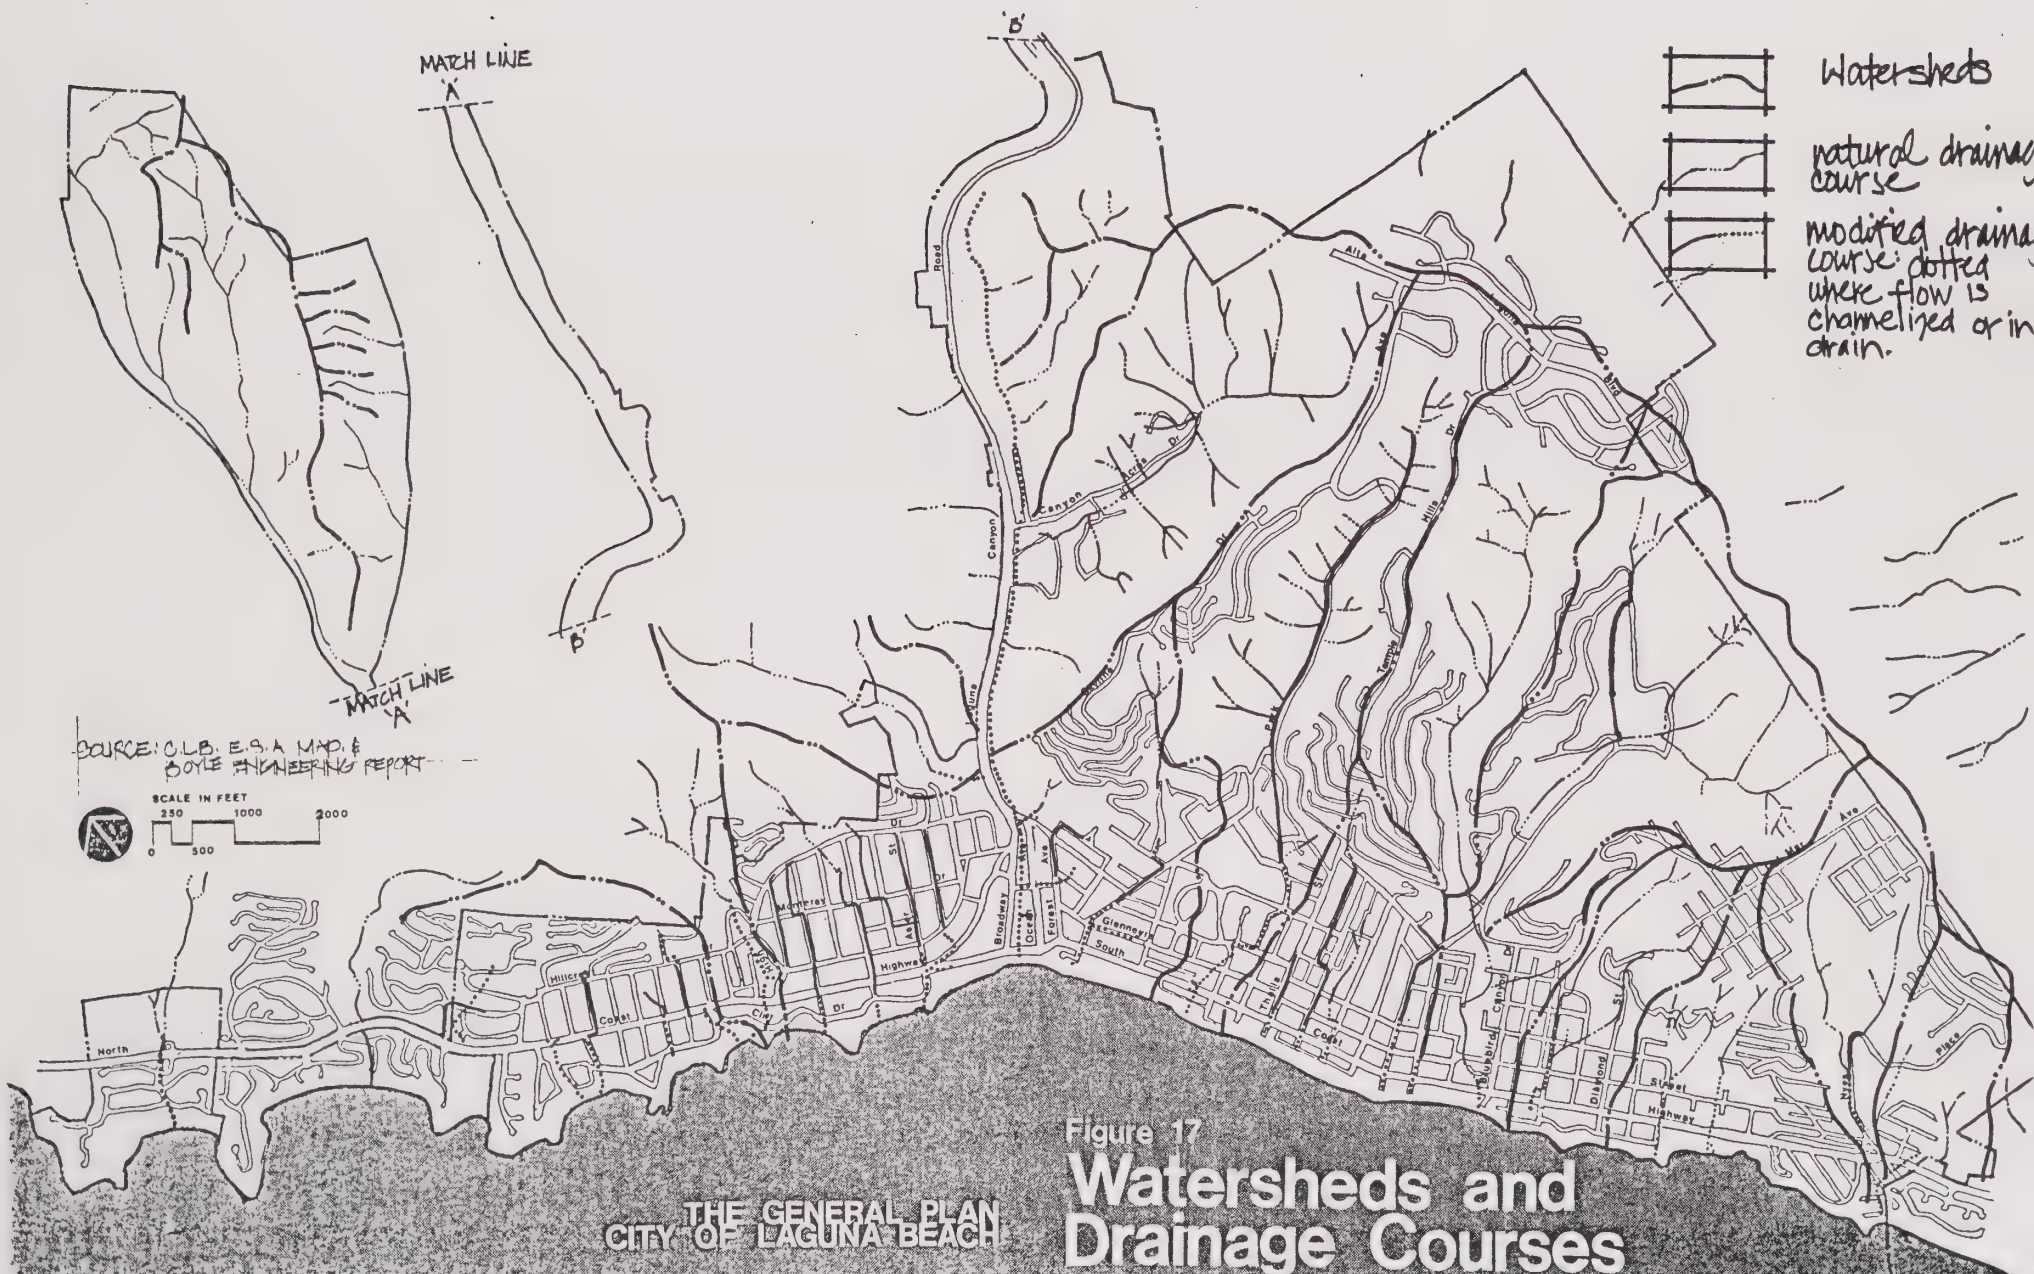 MATCH LINE
'A'
'B'
Watersheds
natural drainag
course
modified draina
course: dotted
where flow is
channelized or in
drain.
Road
Alta
Ave
Dr
Acres
Canyon
Dr
Hills
Canyon
Dr
Temple
Park
Laguna
B'
MATCH LINE
'A'
SOURCE: C.L.B. E.S.A. MAP. &
BOYLE ENGINEERING REPORT
SCALE IN FEET
250 1000 2000
0 500
Dr
St
Dr
Ave
Ave
Monterey
Aster
Broadway
Ocean
Forest
Glenneyre
South
Highway
St
Hillcrest
Cliff
Dr
Coast
North
Thalia
Coast
Bluebird
Canyon
Dr
Diamond
St
Street
Highway
Place
Figure 17
Watersheds and
Drainage Courses
THE GENERAL PLAN
CITY OF LAGUNA BEACH